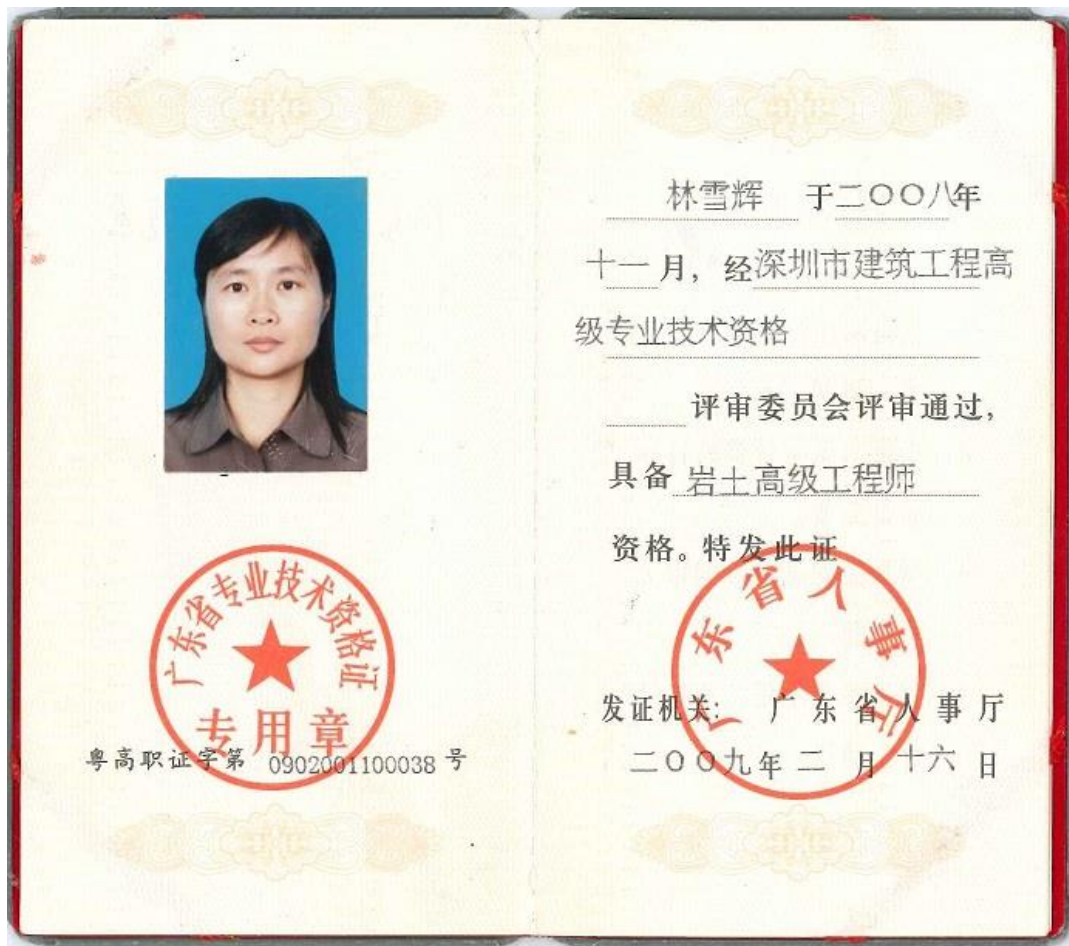 广东省专业技术资格证
专用章
粤高职证字第 0902001100038 号
林雪辉 于二〇〇八年
十一月，经深圳市建筑工程高
级专业技术资格
评审委员会评审通过，
具备 岩土高级工程师
资格。特发此证
广东省人事厅
发证机关： 广东省人事厅
二〇〇九年 二 月 十六 日